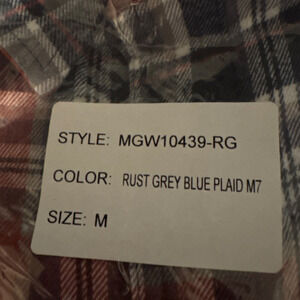 STYLE: MGW10439-RG
COLOR: RUST GREY BLUE PLAID M7
SIZE: M